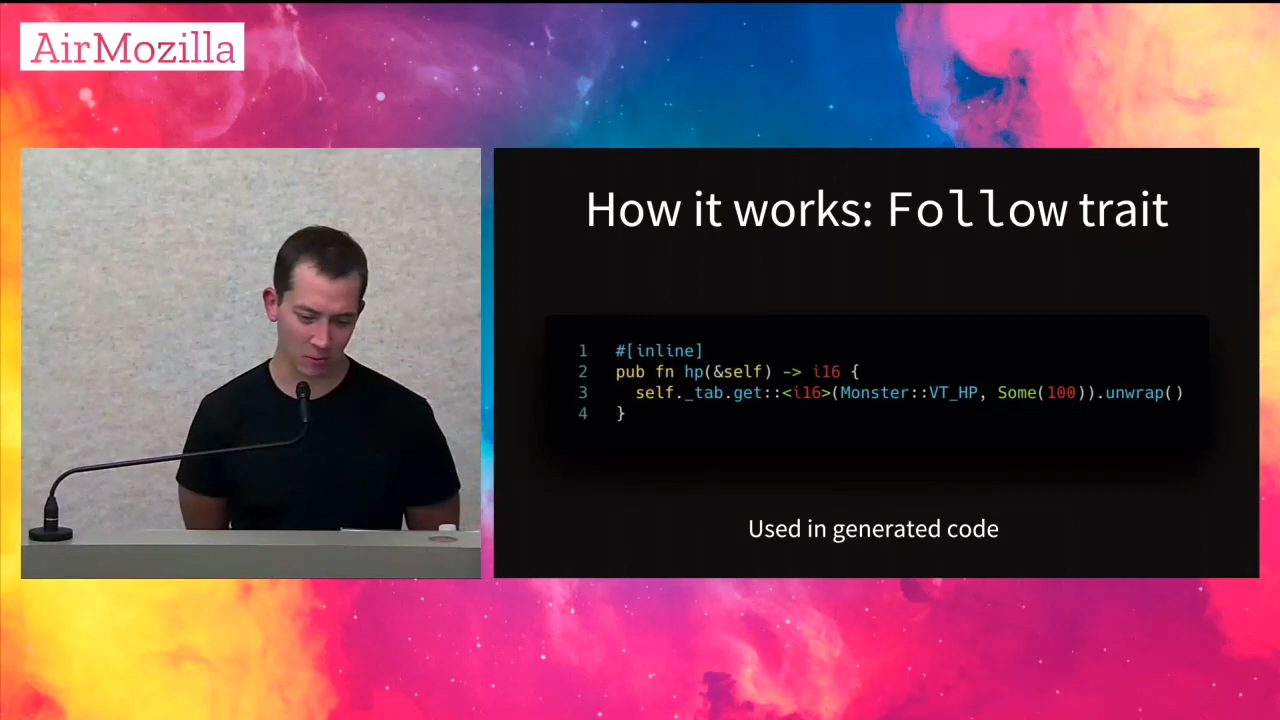 AirMozilla
How it works: Follow trait
1 #[inline]
2 pub fn hp(&self) -> i16 {
3   self._tab.get::<i16>(Monster::VT_HP, Some(100)).unwrap()
4 }
Used in generated code